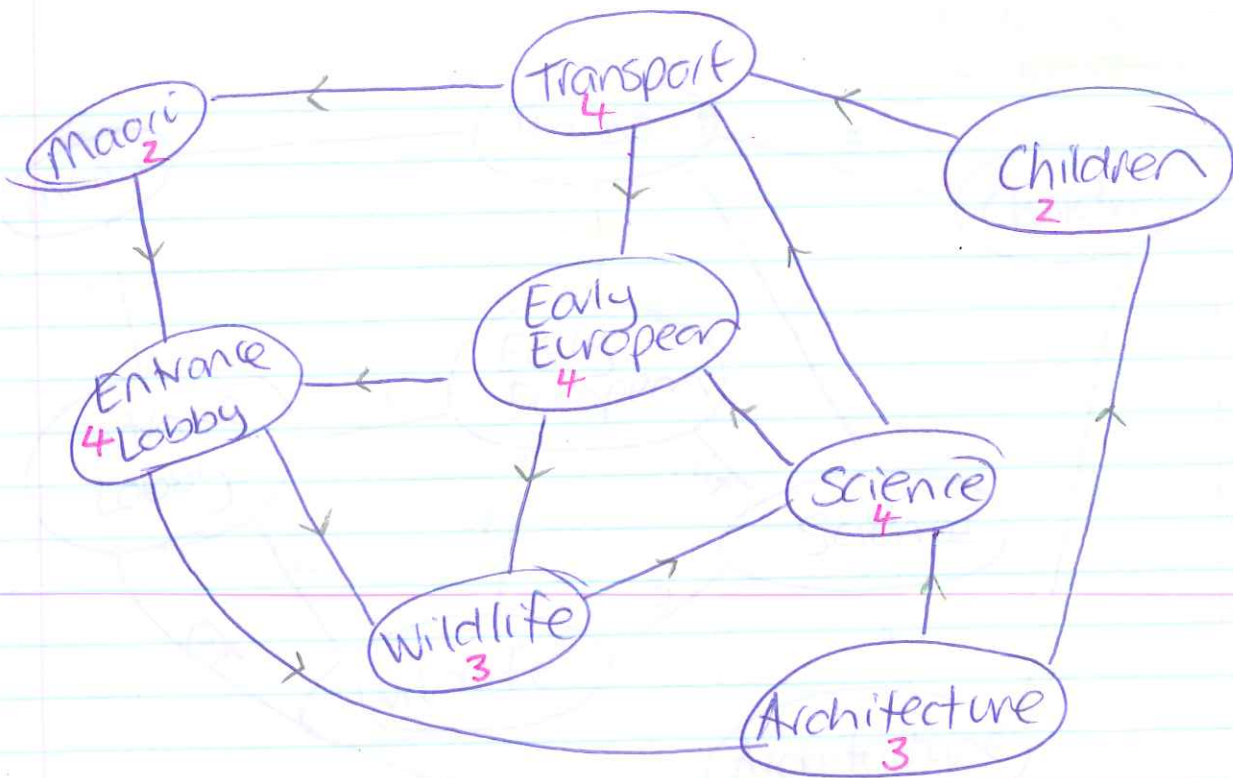 Transport
4
Maori
2
Children
2
Early
European
4
Entrance
4 Lobby
Science
4
Wildlife
3
Architecture
3